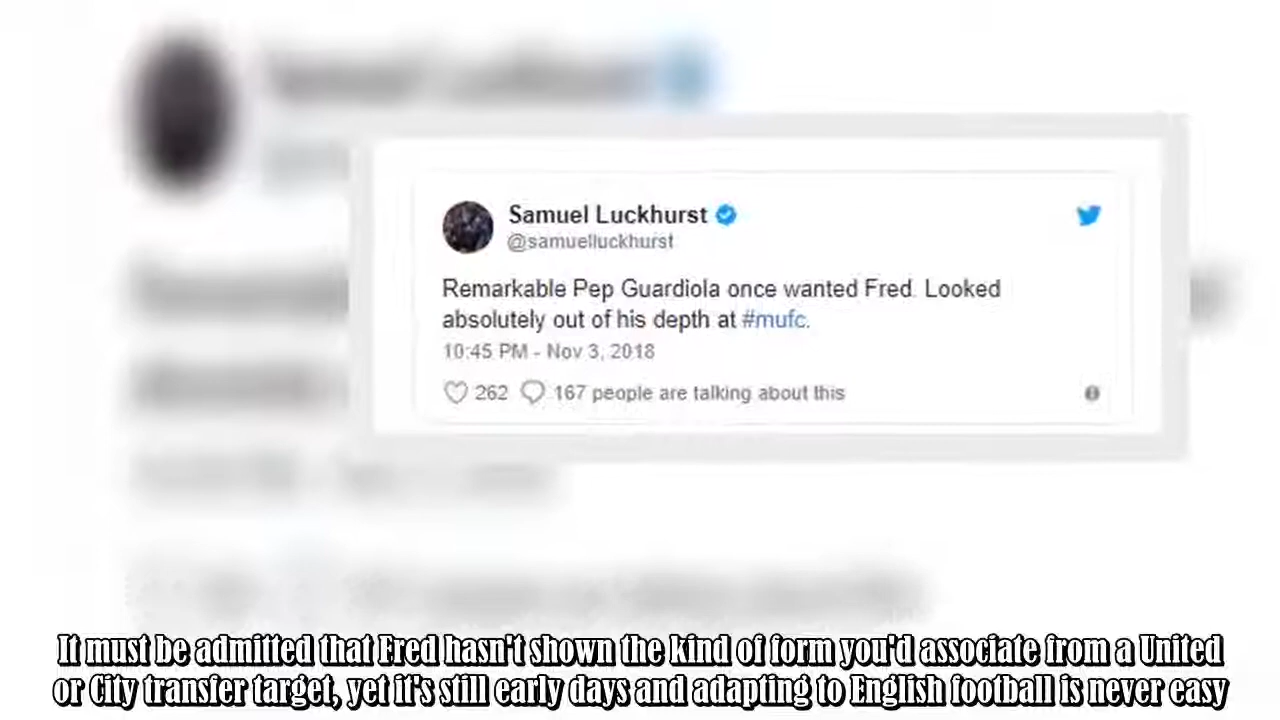 Samuel Luckhurst
@samuelluckhurst
Remarkable Pep Guardiola once wanted Fred. Looked
absolutely out of his depth at #mufc.
10:45 PM - Nov 3, 2018
262 167 people are talking about this
It must be admitted that Fred hasn't shown the kind of form you'd associate from a United
or City transfer target, yet it's still early days and adapting to English football is never easy